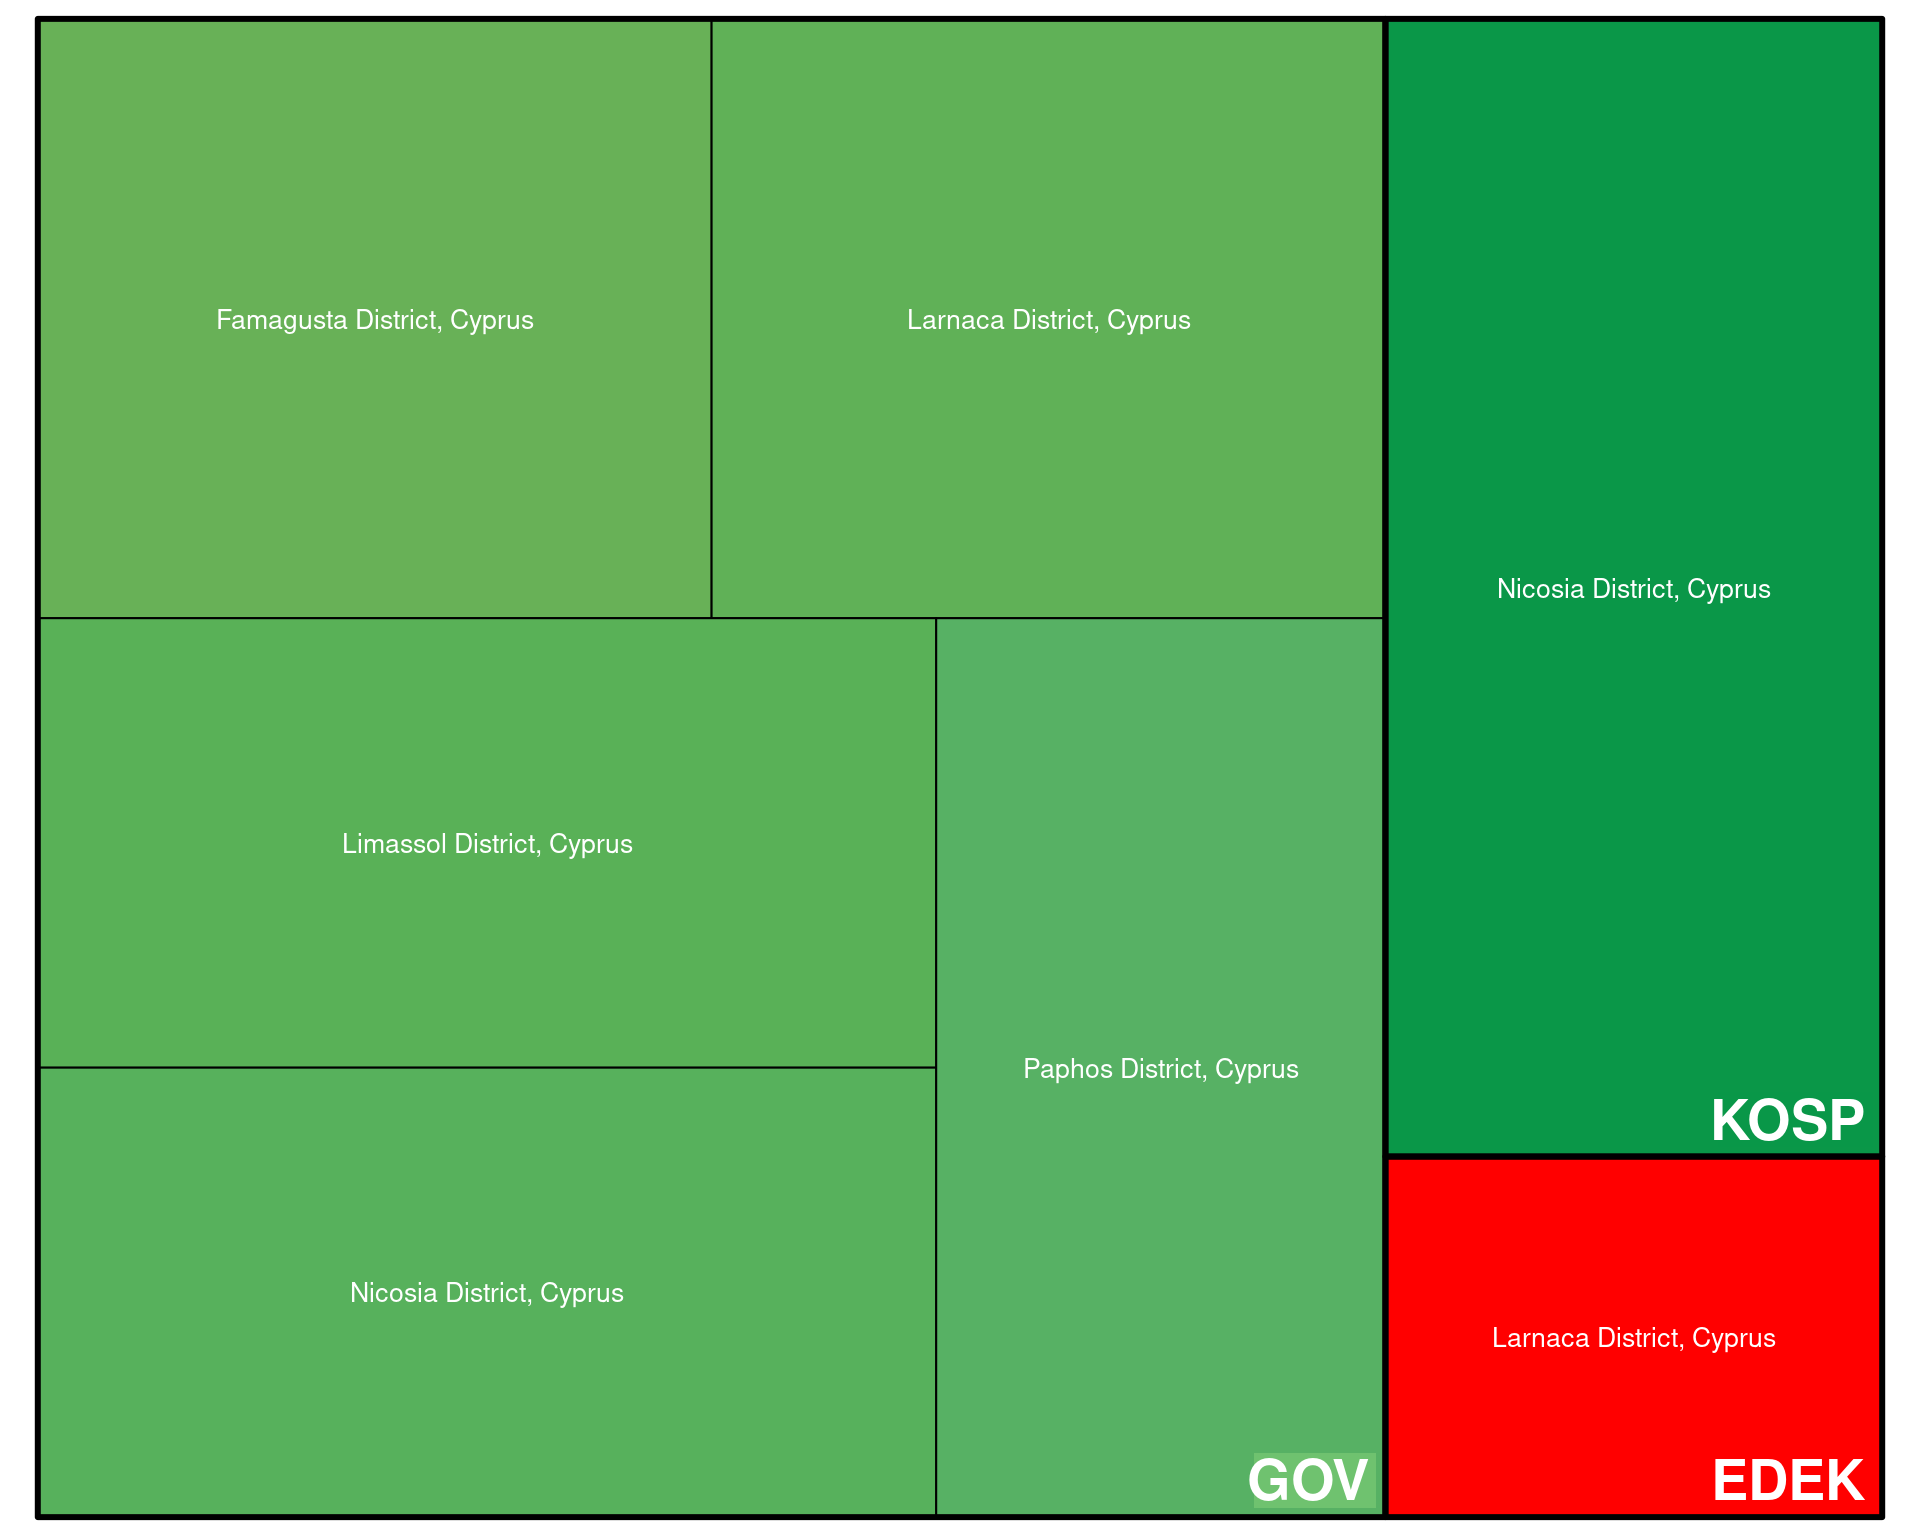 Famagusta District, Cyprus
Larnaca District, Cyprus
Nicosia District, Cyprus
Limassol District, Cyprus
Paphos District, Cyprus
KOSP
Nicosia District, Cyprus
Larnaca District, Cyprus
GOV
EDEK